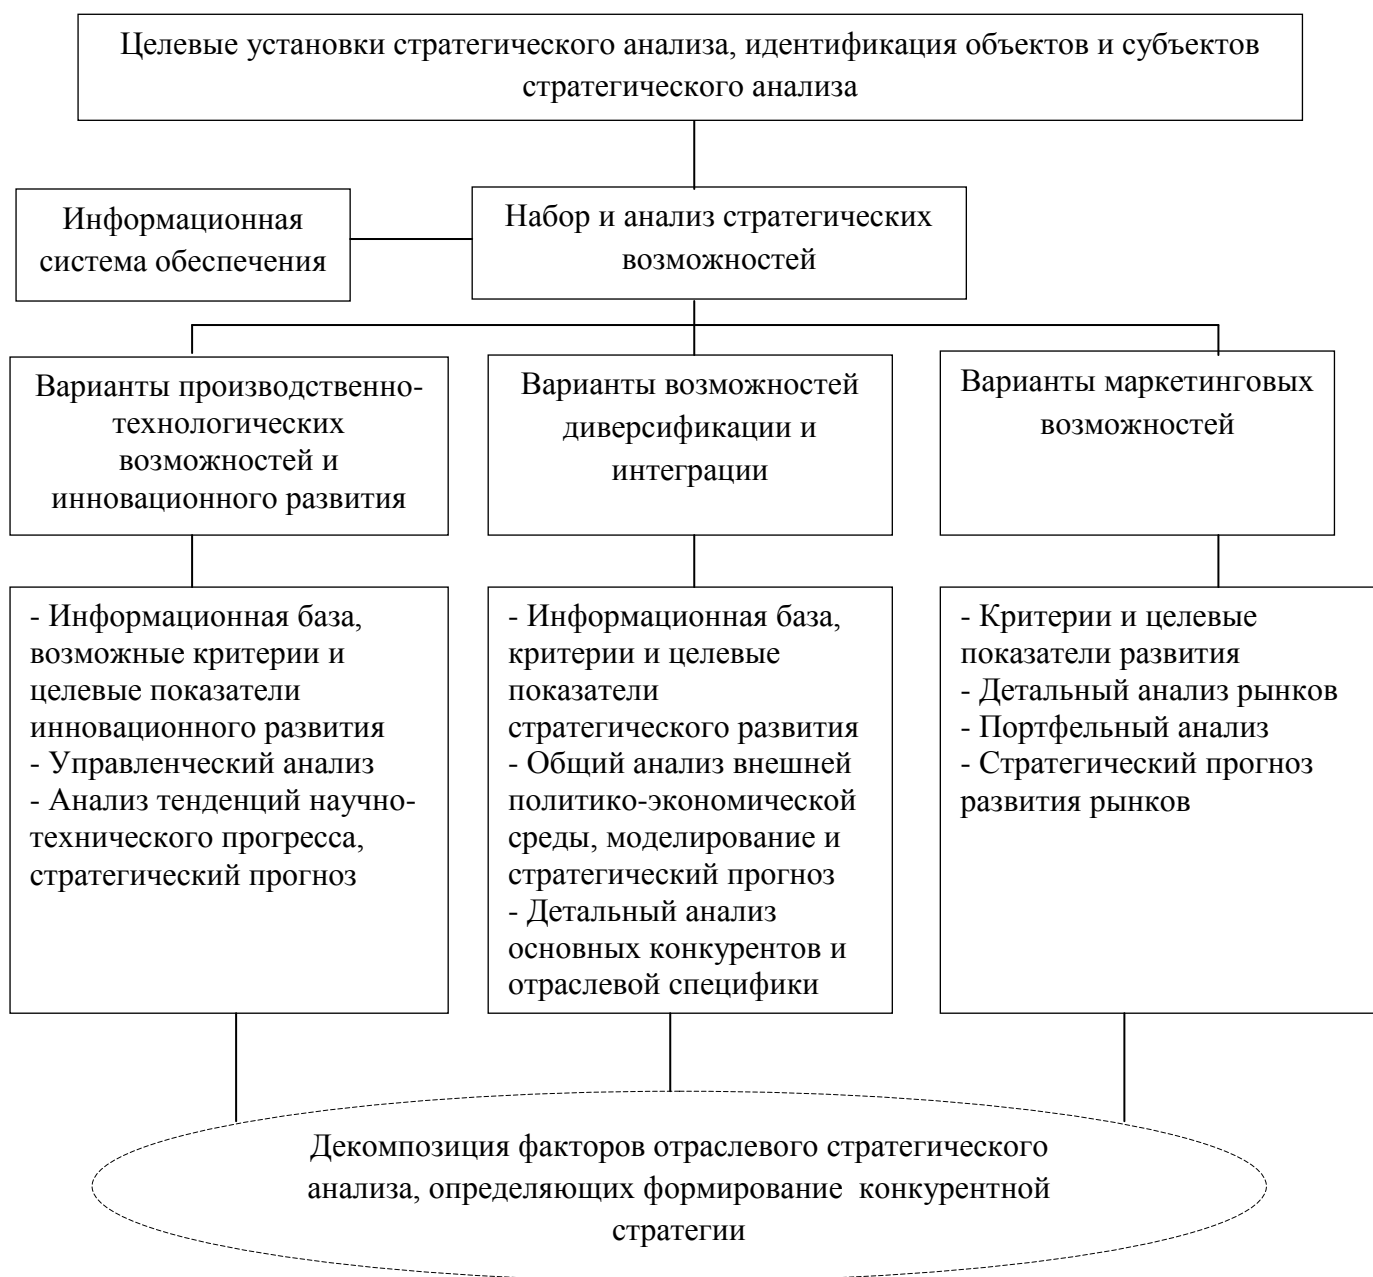 Целевые установки стратегического анализа, идентификация объектов и субъектов
стратегического анализа
Информационная
система обеспечения
Набор и анализ стратегических
возможностей
Варианты производственно-
технологических
возможностей и
инновационного развития
Варианты возможностей
диверсификации и
интеграции
Варианты маркетинговых
возможностей
- Информационная база,
возможные критерии и
целевые показатели
инновационного развития
- Управленческий анализ
- Анализ тенденций научно-
технического прогресса,
стратегический прогноз
- Информационная база,
критерии и целевые
показатели
стратегического развития
- Общий анализ внешней
политико-экономической
среды, моделирование и
стратегический прогноз
- Детальный анализ
основных конкурентов и
отраслевой специфики
- Критерии и целевые
показатели развития
- Детальный анализ рынков
- Портфельный анализ
- Стратегический прогноз
развития рынков
Декомпозиция факторов отраслевого стратегического
анализа, определяющих формирование  конкурентной
стратегии